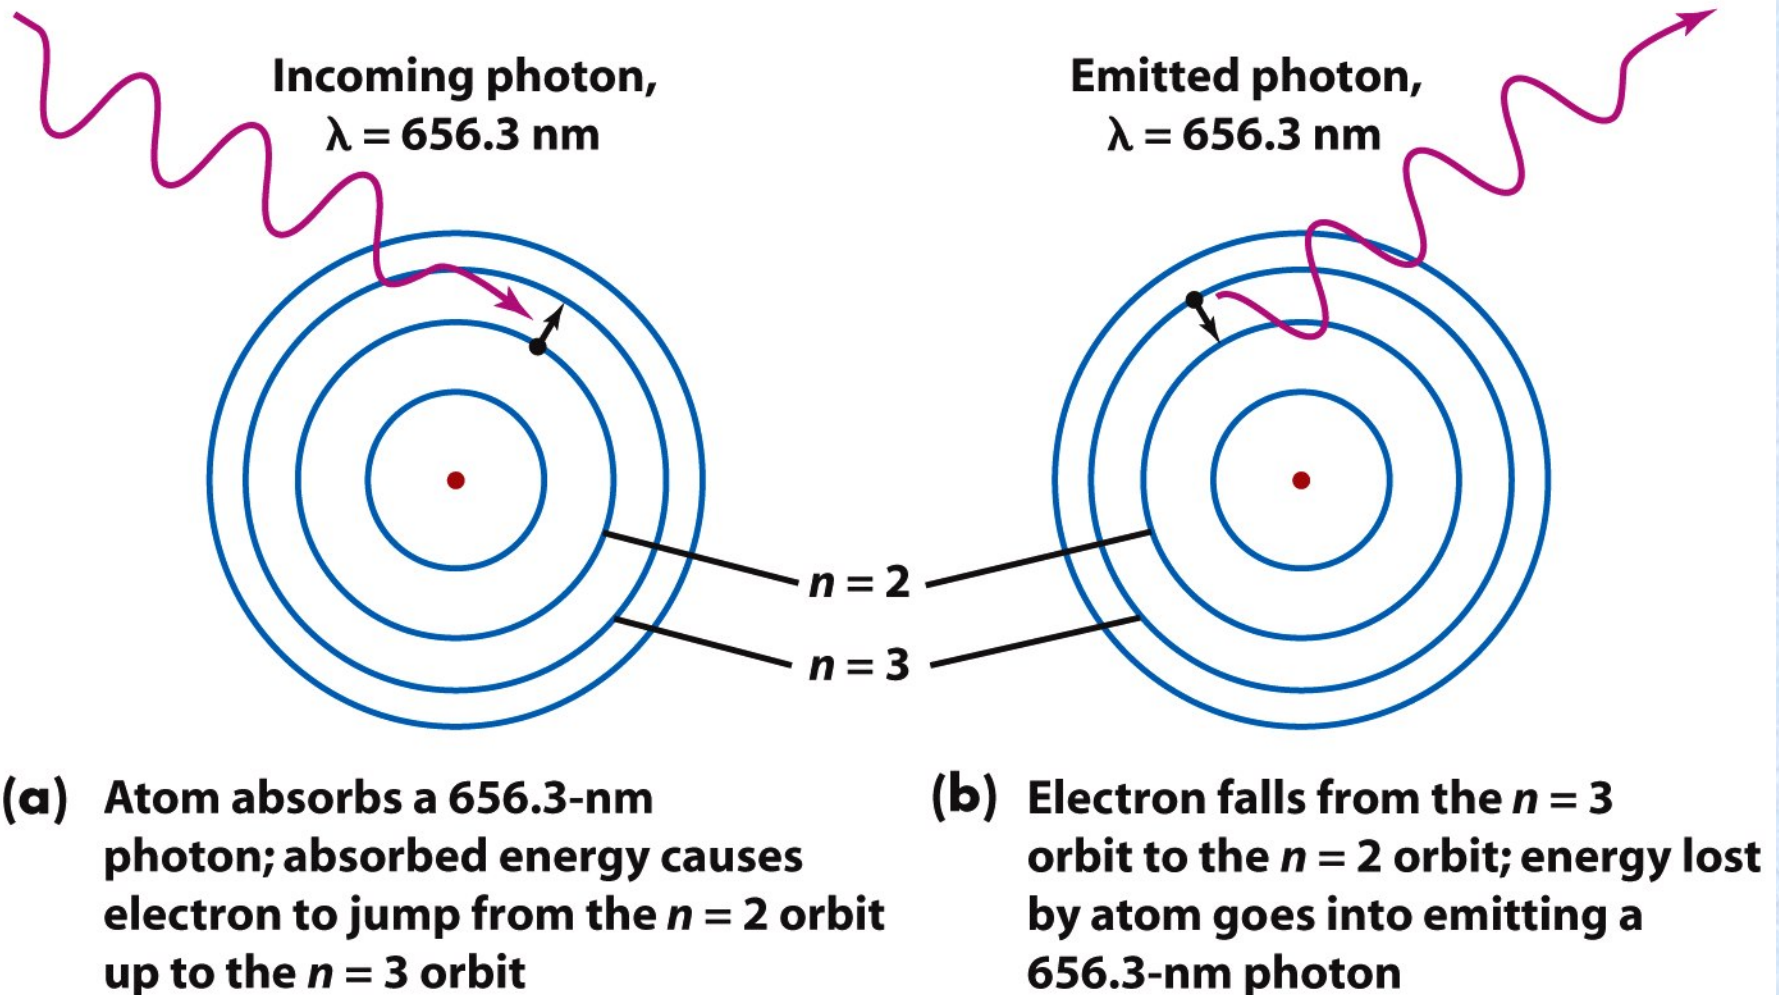 Incoming photon,
λ = 656.3 nm
Emitted photon,
λ = 656.3 nm
n = 2
n = 3
(a) Atom absorbs a 656.3-nm
photon; absorbed energy causes
electron to jump from the n = 2 orbit
up to the n = 3 orbit
(b) Electron falls from the n = 3
orbit to the n = 2 orbit; energy lost
by atom goes into emitting a
656.3-nm photon